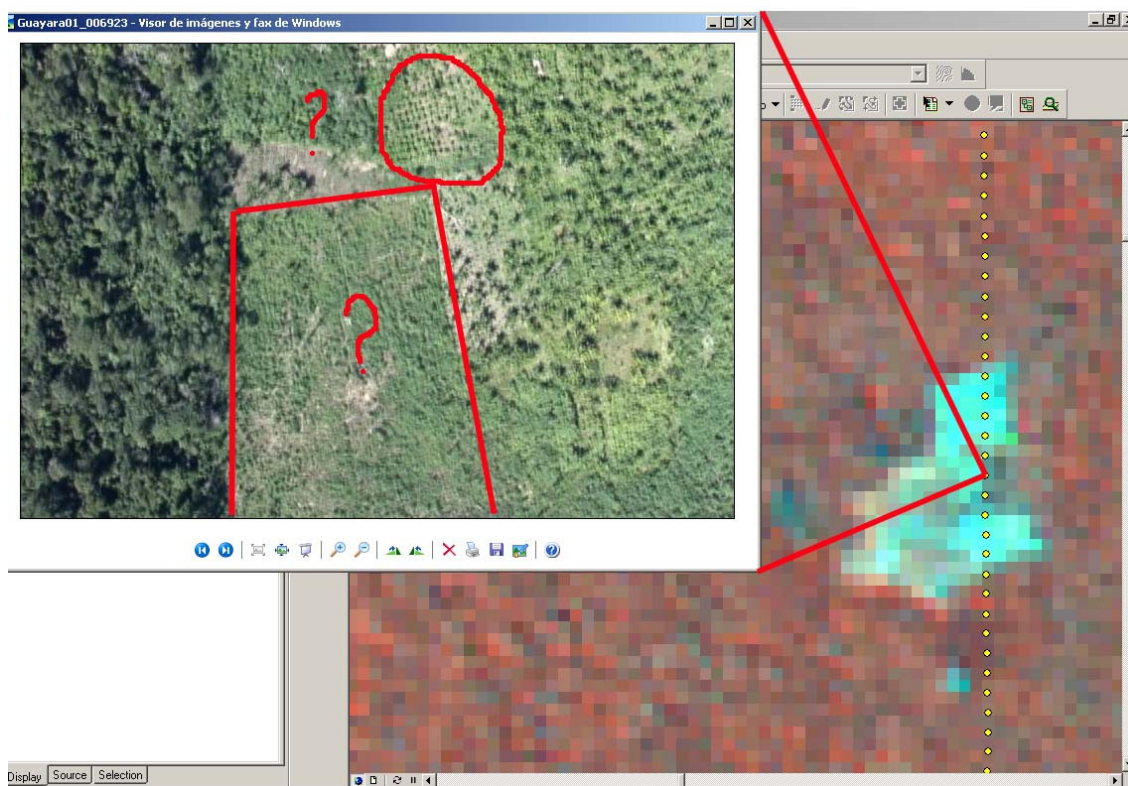 Guayara01_006923 - Visor de imágenes y fax de Windows
?
?
Display Source Selection